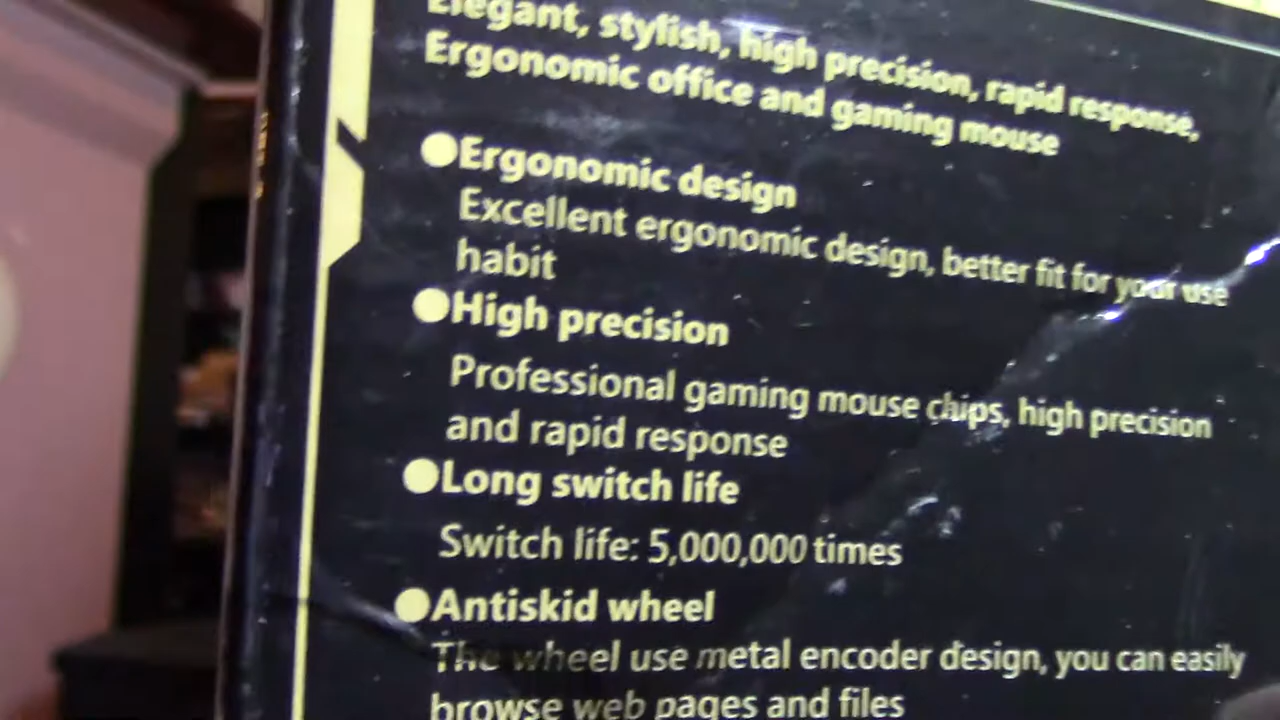 Elegant, stylish, high precision, rapid response,
Ergonomic office and gaming mouse
●Ergonomic design
Excellent ergonomic design, better fit for your use
habit
●High precision
Professional gaming mouse chips, high precision
and rapid response
●Long switch life
Switch life: 5,000,000 times
●Antiskid wheel
The wheel use metal encoder design, you can easily
browse web pages and files